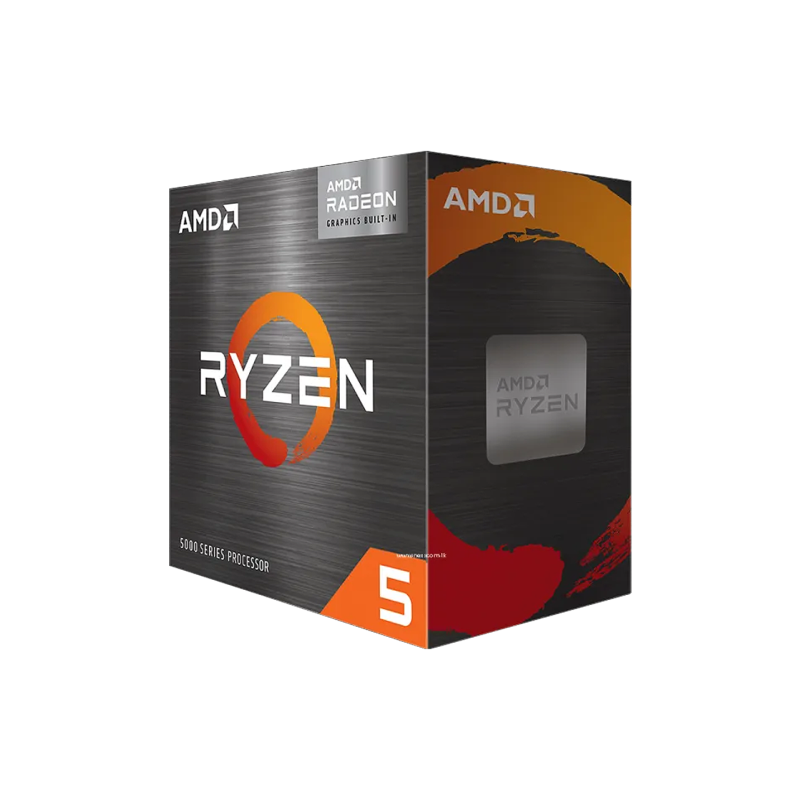 AMD
AMD
RADEON
GRAPHICS BUILT-IN
RYZEN
5000 SERIES PROCESSOR
5
AMD
AMD
RYZEN